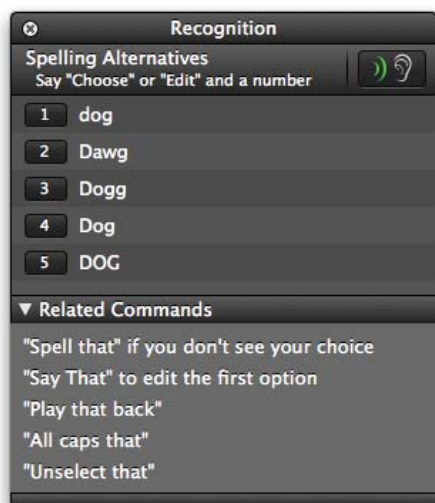 Recognition
Spelling Alternatives
Say "Choose" or "Edit" and a number
1 dog
2 Dawg
3 Dogg
4 Dog
5 DOG
Related Commands
"Spell that" if you don't see your choice
"Say That" to edit the first option
"Play that back"
"All caps that"
"Unselect that"